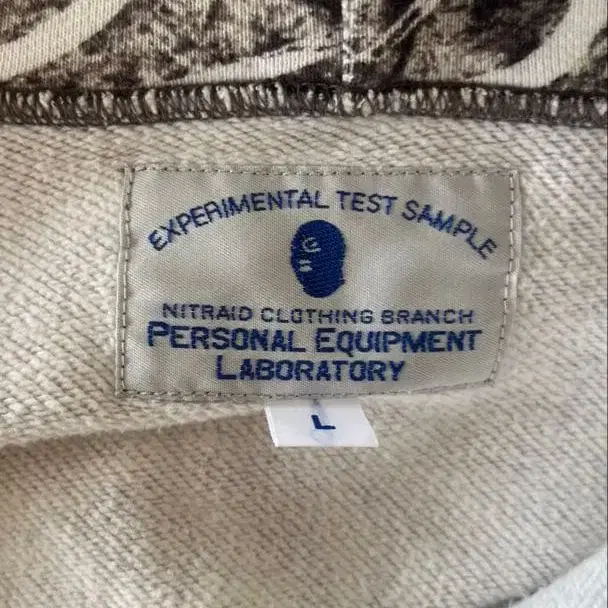 EXPERIMENTAL TEST SAMPLE
NITRAID CLOTHING BRANCH
PERSONAL EQUIPMENT
LABORATORY
L